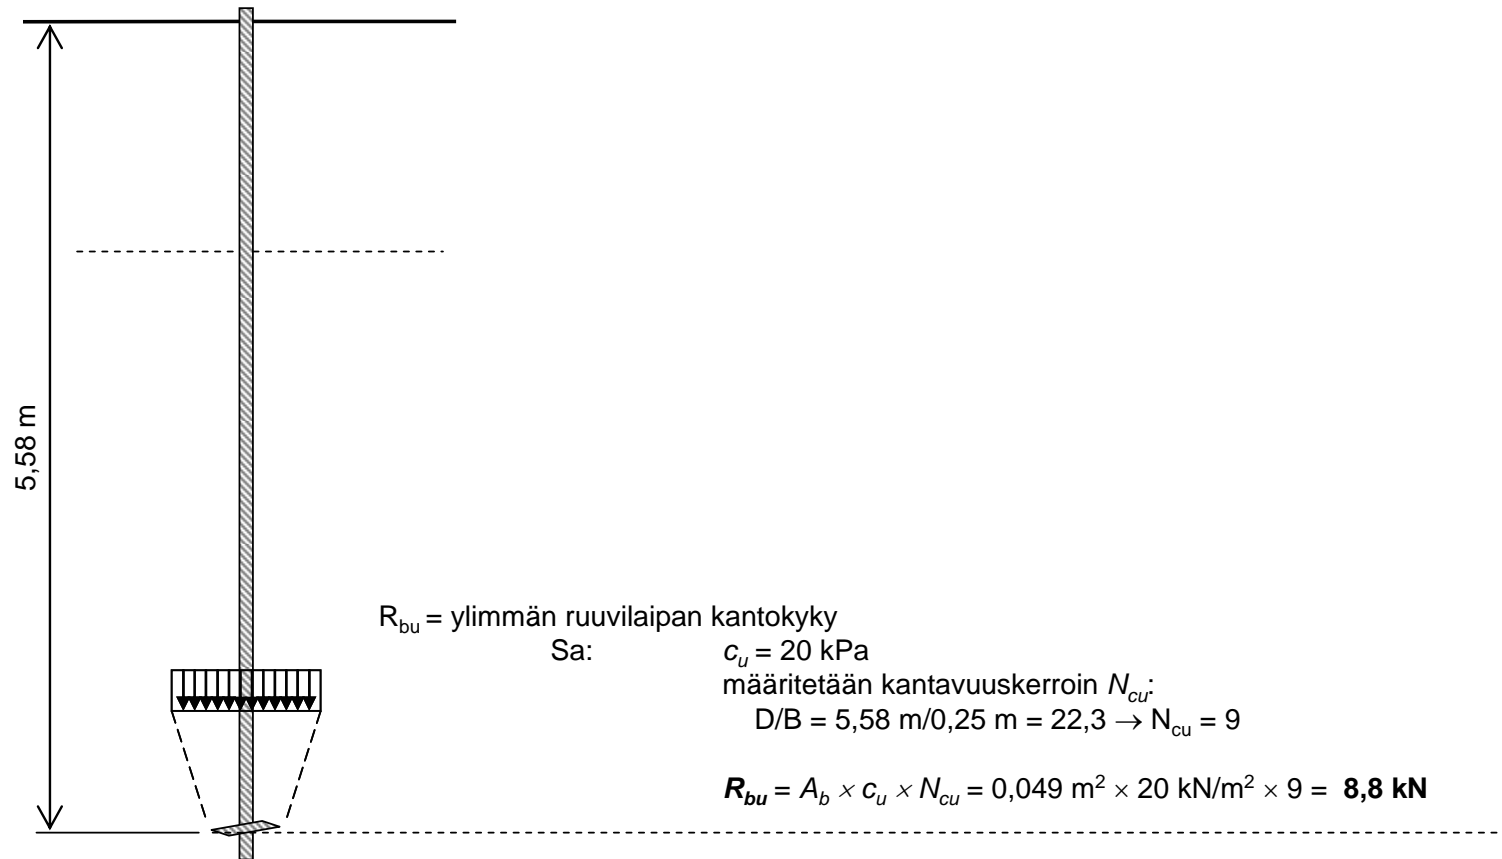 5,58 m
R_bu = ylimmän ruuvilaipan kantokyky
Sa: c_u = 20 kPa
määritetään kantavuuskerroin N_cu:
D/B = 5,58 m/0,25 m = 22,3 → N_cu = 9
R_bu = A_b × c_u × N_cu = 0,049 m² × 20 kN/m² × 9 = 8,8 kN